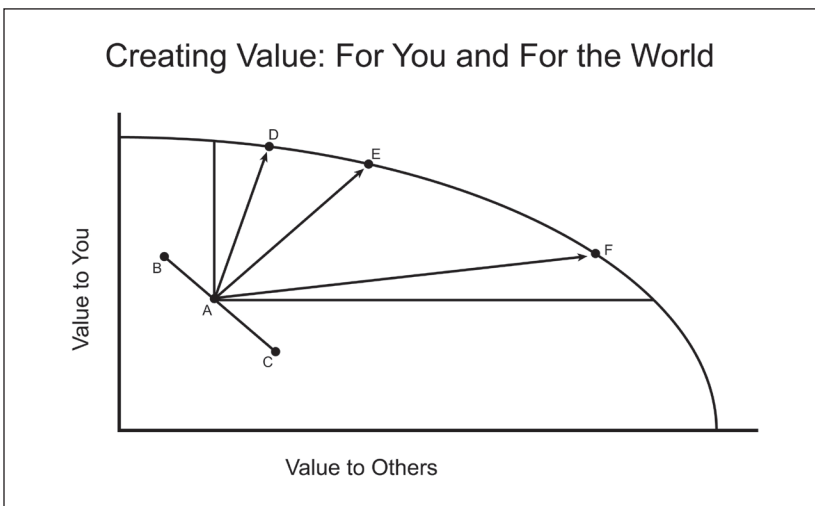 Creating Value: For You and For the World
D
E
F
B
A
C
Value to You
Value to Others